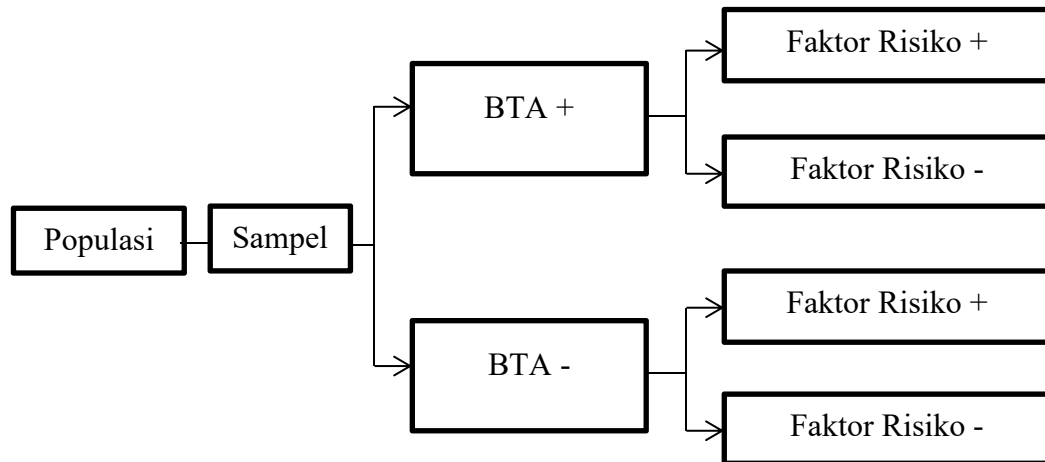 Faktor Risiko +
BTA +
Faktor Risiko -
Populasi
Sampel
Faktor Risiko +
BTA -
Faktor Risiko -